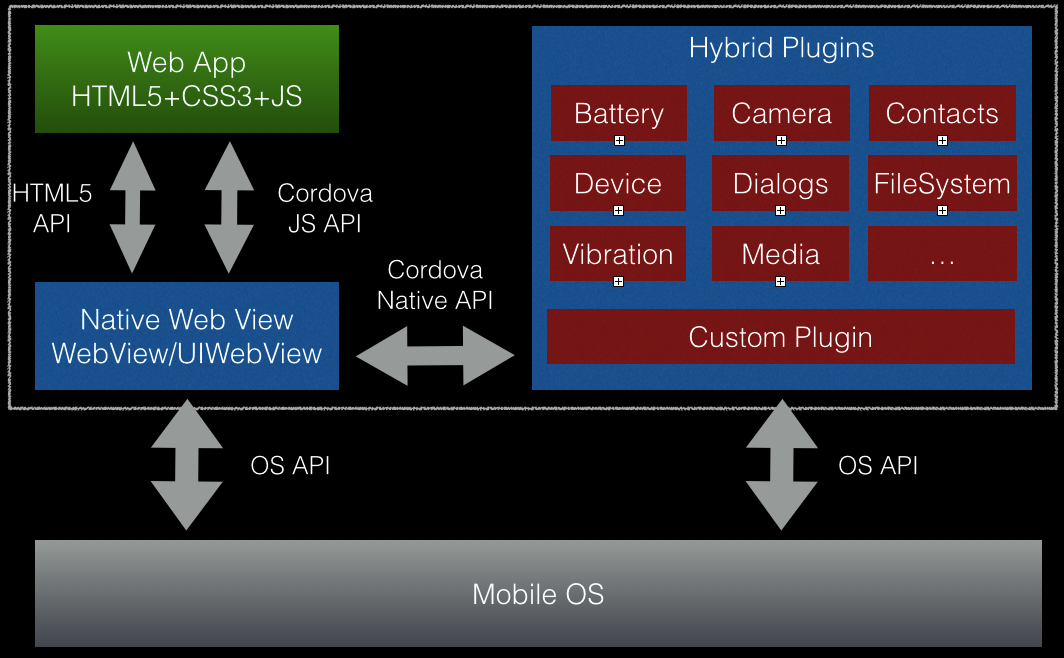 Web App
HTML5+CSS3+JS
Hybrid Plugins
Battery
Camera
Contacts
Device
Dialogs
FileSystem
Vibration
Media
...
Custom Plugin
HTML5
API
Cordova
JS API
Cordova
Native API
Native Web View
WebView/UIWebView
OS API
OS API
Mobile OS